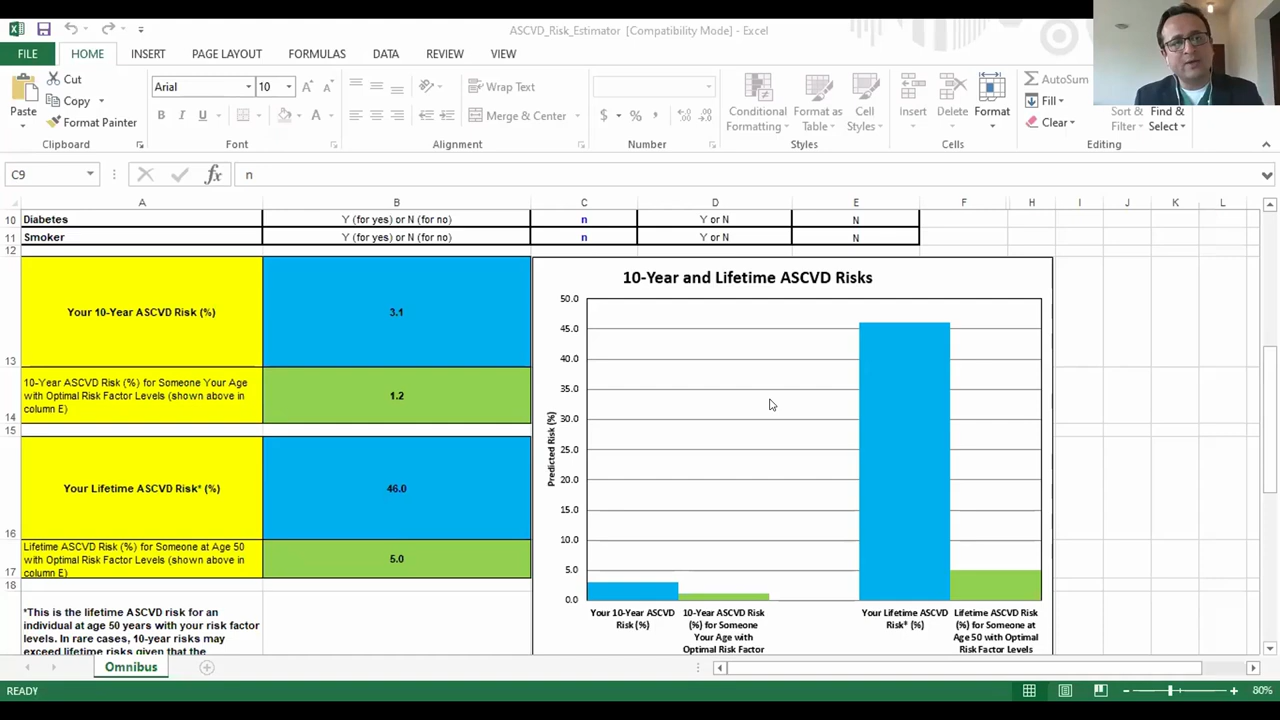 ASCVD_Risk_Estimator [Compatibility Mode] - Excel
FILE HOME INSERT PAGE LAYOUT FORMULAS DATA REVIEW VIEW
Paste
Cut
Copy
Format Painter
Clipboard
Arial 10
B I U
Font
Wrap Text
Merge & Center
Alignment
$ % ,
Number
Conditional
Formatting
Format as
Table
Cell
Styles
Styles
Insert
Delete
Format
Cells
AutoSum
Fill
Clear
Sort &
Filter
Find &
Select
Editing
C9 fx n
A B C D E F H I J K L
10 Diabetes Y (for yes) or N (for no) n Y or N N
11 Smoker Y (for yes) or N (for no) n Y or N N
12
Your 10-Year ASCVD Risk (%) 3.1
13
10-Year ASCVD Risk (%) for Someone Your Age
with Optimal Risk Factor Levels (shown above in
column E)
1.2
14
15
Your Lifetime ASCVD Risk* (%) 46.0
16
Lifetime ASCVD Risk (%) for Someone at Age 50
with Optimal Risk Factor Levels (shown above in
column E)
5.0
17
18
*This is the lifetime ASCVD risk for an
individual at age 50 years with your risk factor
levels. In rare cases, 10-year risks may
exceed lifetime risks given that the
10-Year and Lifetime ASCVD Risks
Predicted Risk (%)
50.0
45.0
40.0
35.0
30.0
25.0
20.0
15.0
10.0
5.0
0.0
Your 10-Year ASCVD
Risk (%)
10-Year ASCVD Risk
(%) for Someone
Your Age with
Optimal Risk Factor
Your Lifetime ASCVD
Risk* (%)
Lifetime ASCVD Risk
(%) for Someone at
Age 50 with Optimal
Risk Factor Levels
Omnibus
READY
80%